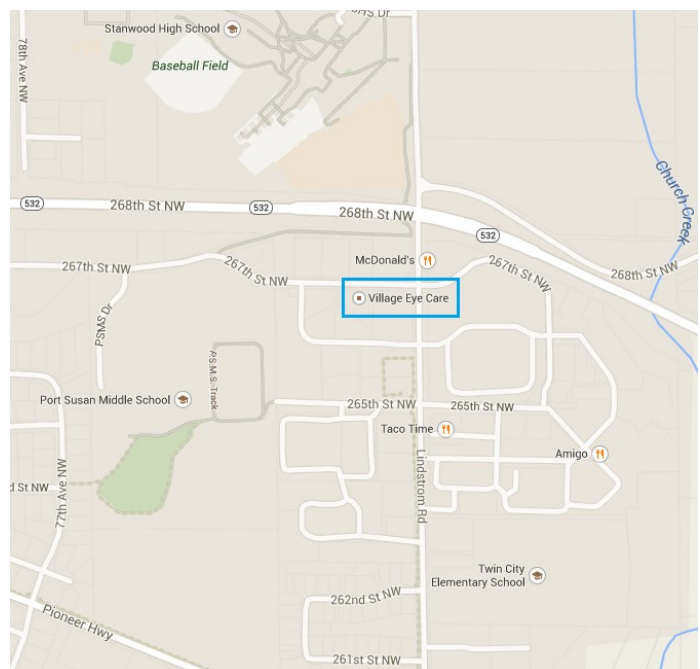 SHS Dr
Stanwood High School
78th Ave NW
Baseball Field
532
268th St NW
532
268th St NW
532
Church Creek
McDonald's
267th St NW
267th St NW
267th St NW
268th St NW
Village Eye Care
PSMS Dr
P.S.M.S. Track
Port Susan Middle School
265th St NW
265th St NW
Taco Time
Amigo
Lindstrom Rd
d St NW
77th Ave NW
Twin City
Elementary School
262nd St NW
Pioneer Hwy
261st St NW